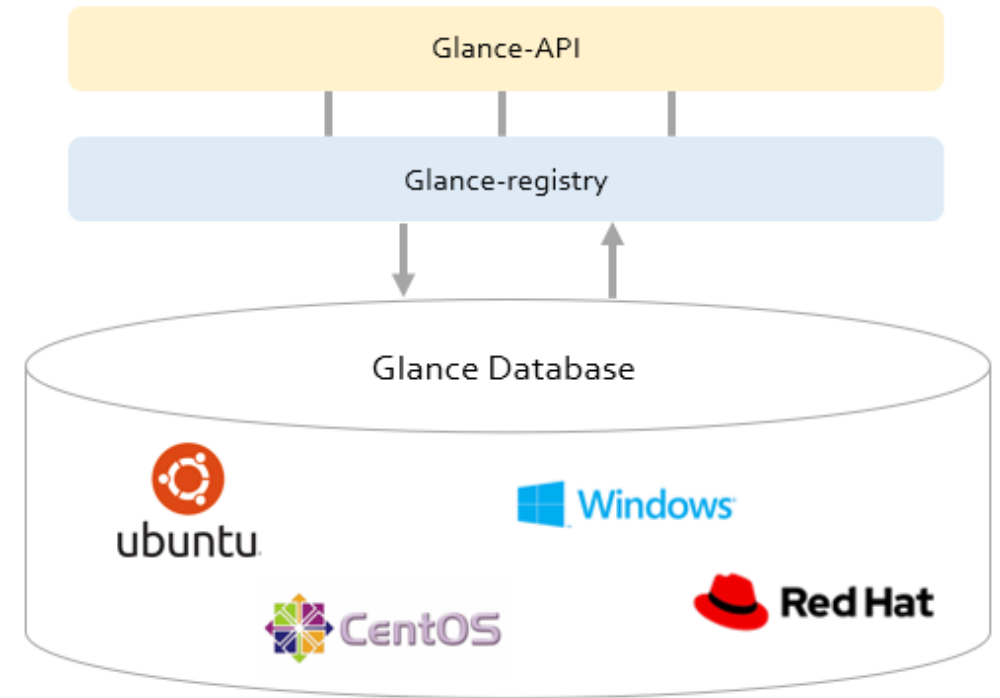 Glance-API
Glance-registry
Glance Database
ubuntu
Windows
CentOS
Red Hat